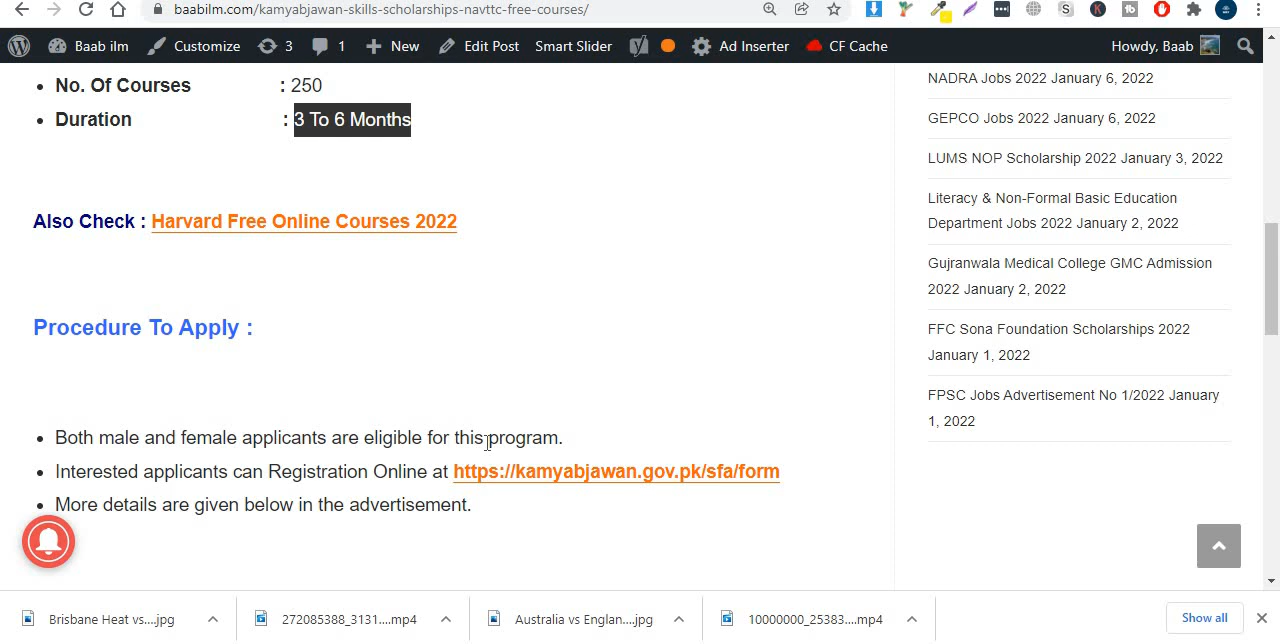 baabilm.com/kamyabjawan-skills-scholarships-navttc-free-courses/
Baab ilm Customize 3 1 New Edit Post Smart Slider Ad Inserter CF Cache Howdy, Baab
No. Of Courses : 250
Duration : 3 To 6 Months
Also Check : Harvard Free Online Courses 2022
Procedure To Apply :
Both male and female applicants are eligible for this program.
Interested applicants can Registration Online at https://kamyabjawan.gov.pk/sfa/form
More details are given below in the advertisement.
NADRA Jobs 2022 January 6, 2022
GEPCO Jobs 2022 January 6, 2022
LUMS NOP Scholarship 2022 January 3, 2022
Literacy & Non-Formal Basic Education
Department Jobs 2022 January 2, 2022
Gujranwala Medical College GMC Admission
2022 January 2, 2022
FFC Sona Foundation Scholarships 2022
January 1, 2022
FPSC Jobs Advertisement No 1/2022 January
1, 2022
Brisbane Heat vs....jpg 272085388_3131....mp4 Australia vs Englan....jpg 10000000_25383....mp4 Show all